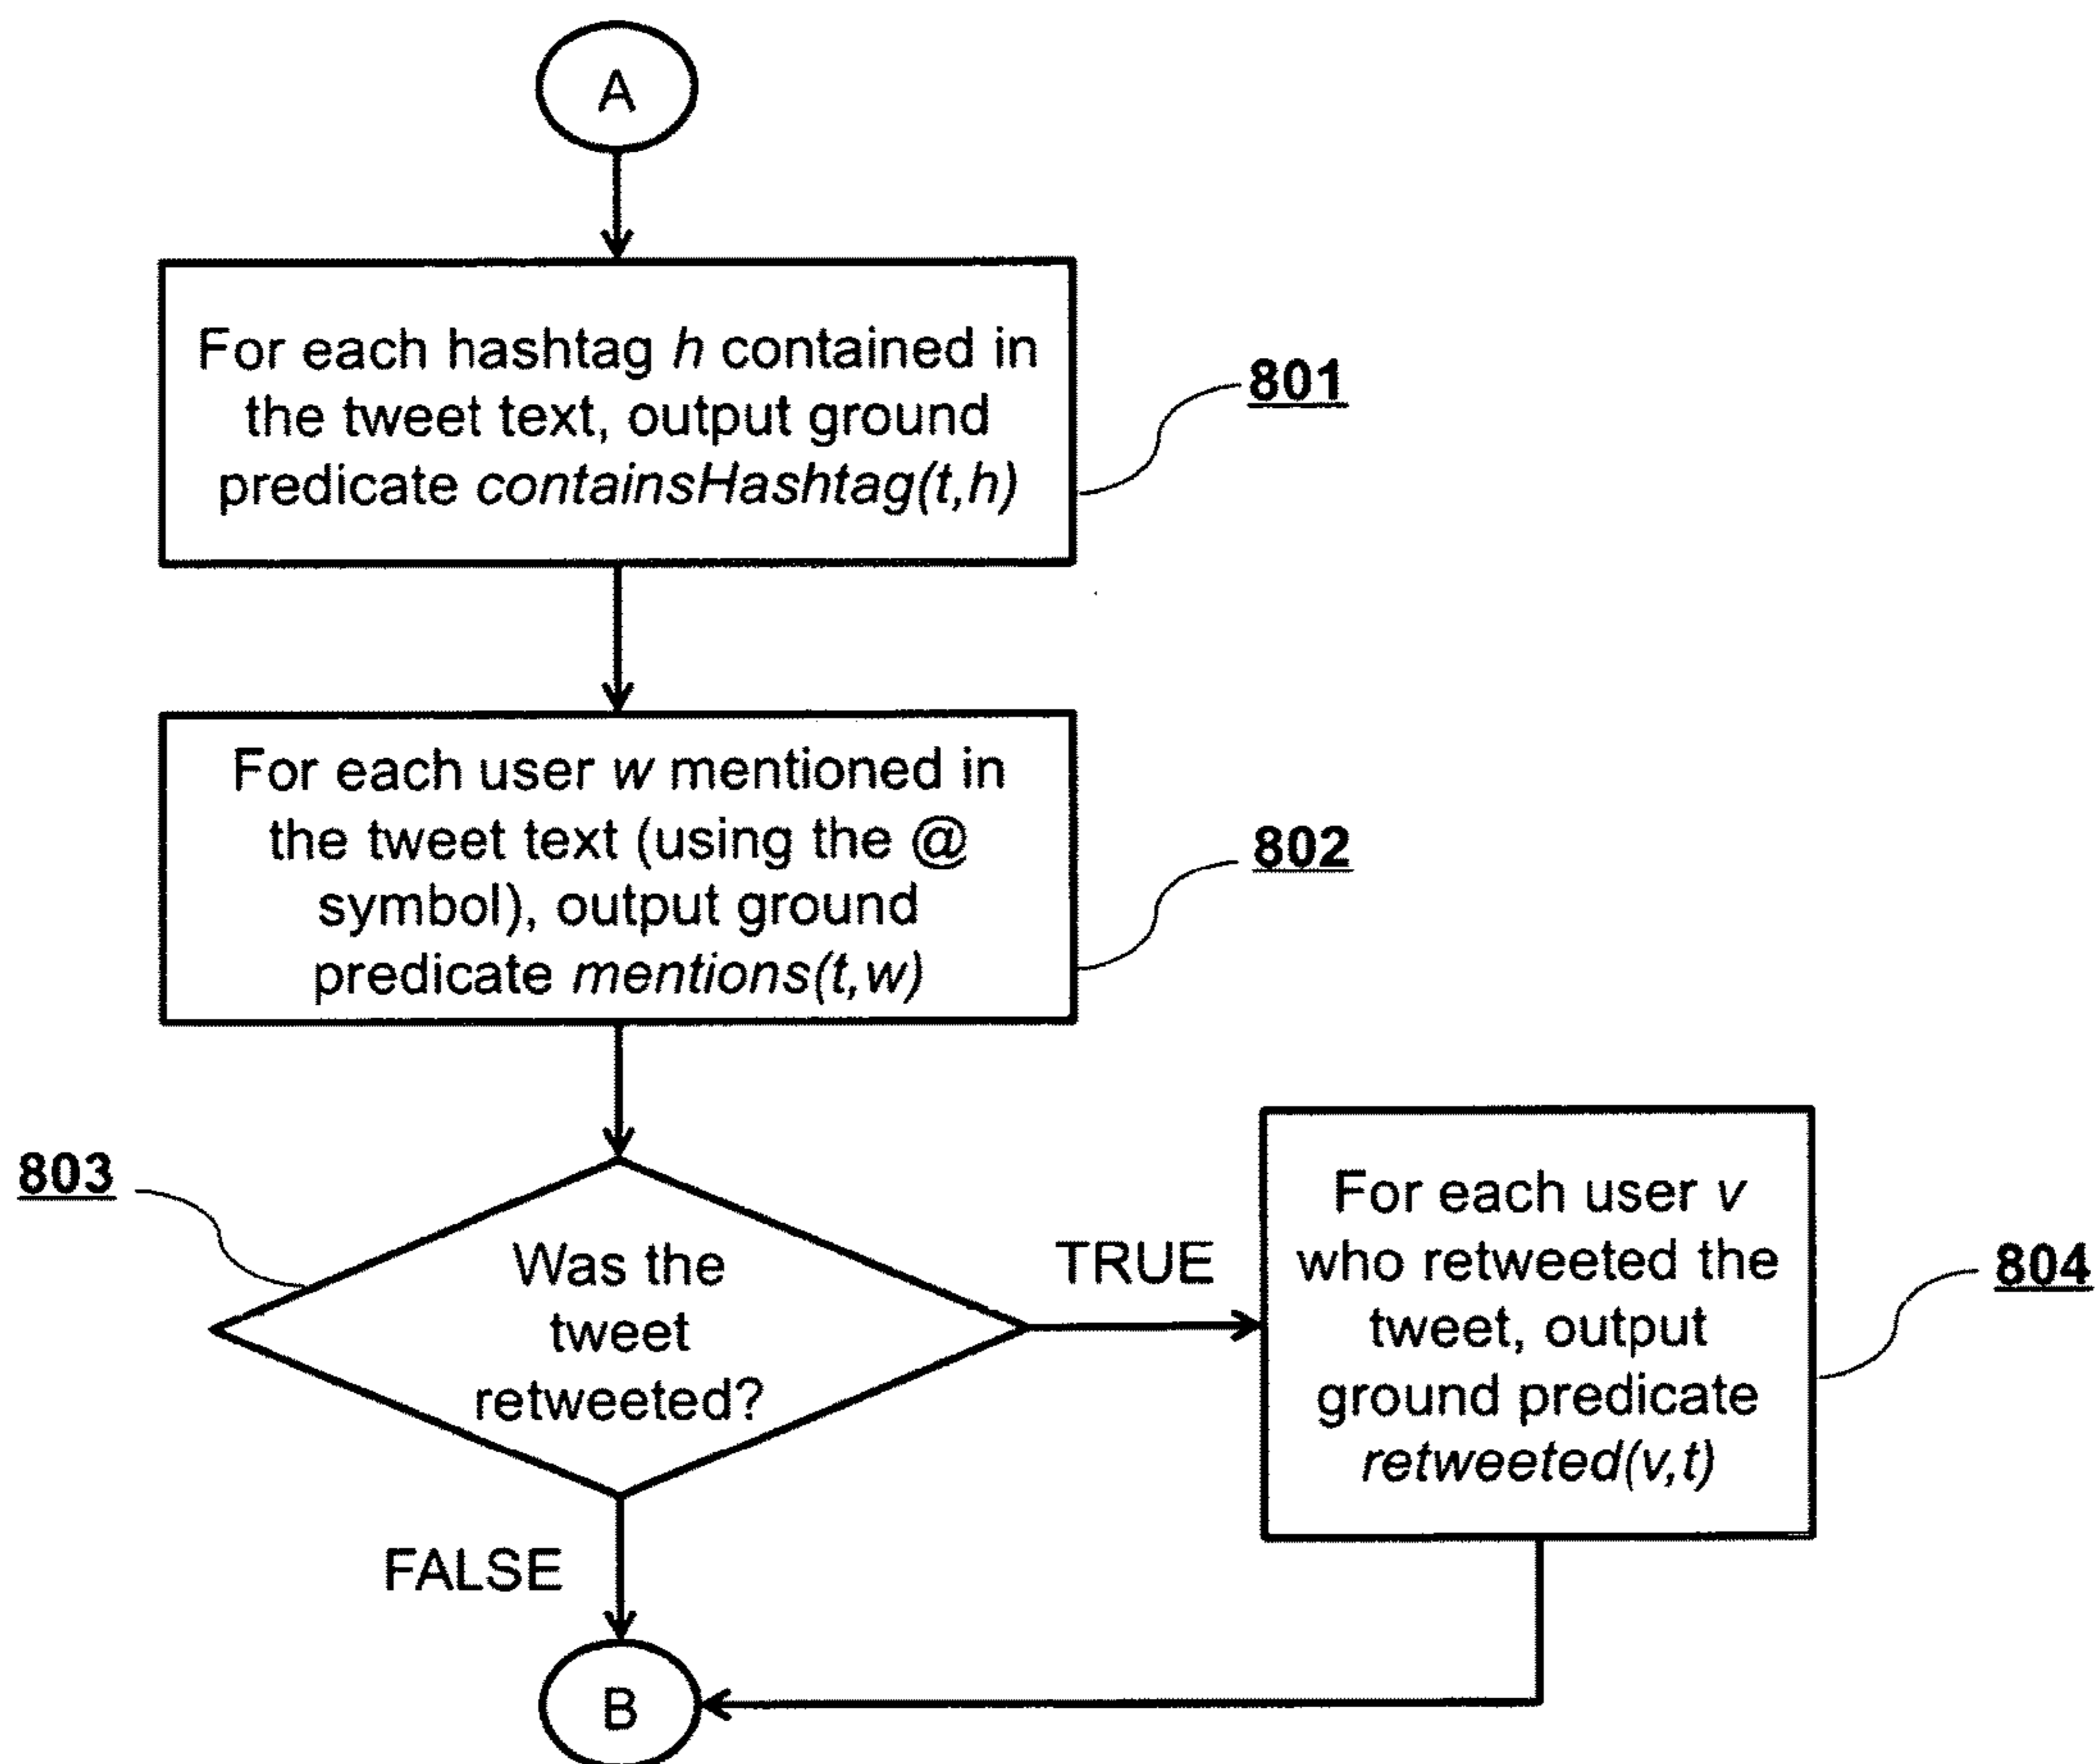 A
For each hashtag h contained in
the tweet text, output ground
predicate containsHashtag(t,h)
801
For each user w mentioned in
the tweet text (using the @
symbol), output ground
predicate mentions(t,w)
802
803
Was the
tweet
retweeted?
TRUE
For each user v
who retweeted the
tweet, output
ground predicate
retweeted(v,t)
804
FALSE
B